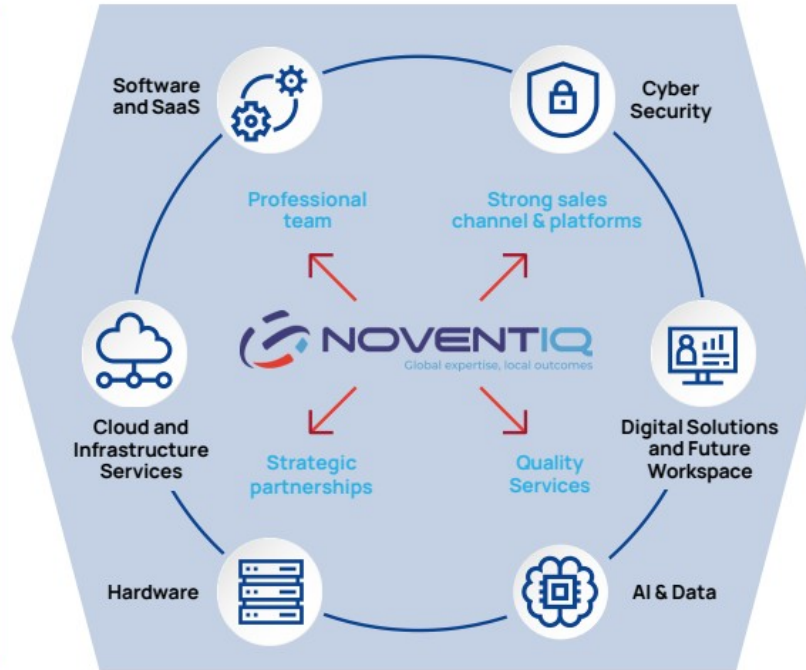 Software
and SaaS
Cyber
Security
Professional
team
Strong sales
channel & platforms
NOVENTIQ
Global expertise, local outcomes
Cloud and
Infrastructure
Services
Digital Solutions
and Future
Workspace
Strategic
partnerships
Quality
Services
Hardware
AI & Data